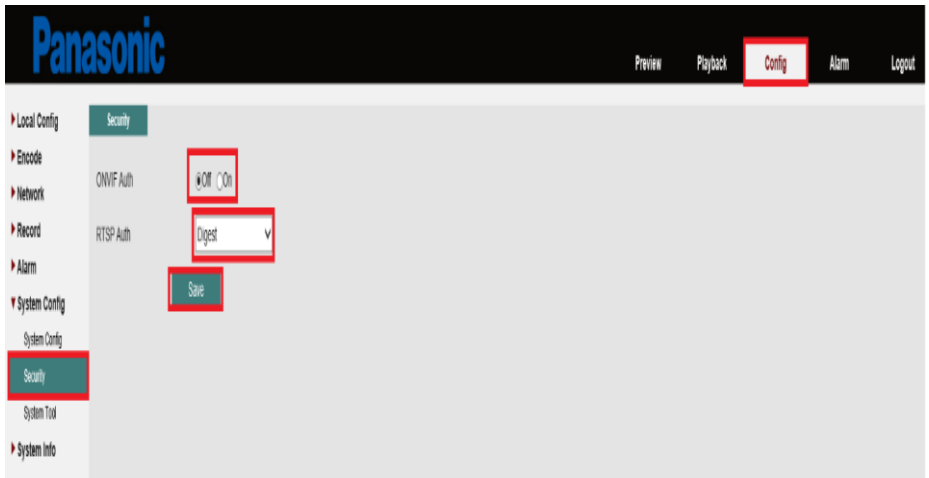 Panasonic
Preview Playback Config Alarm Logout
Local Config
Encode
Network
Record
Alarm
System Config
System Config
Security
System Tool
System Info
Security
ONVIF Auth Off On
RTSP Auth Digest
Save